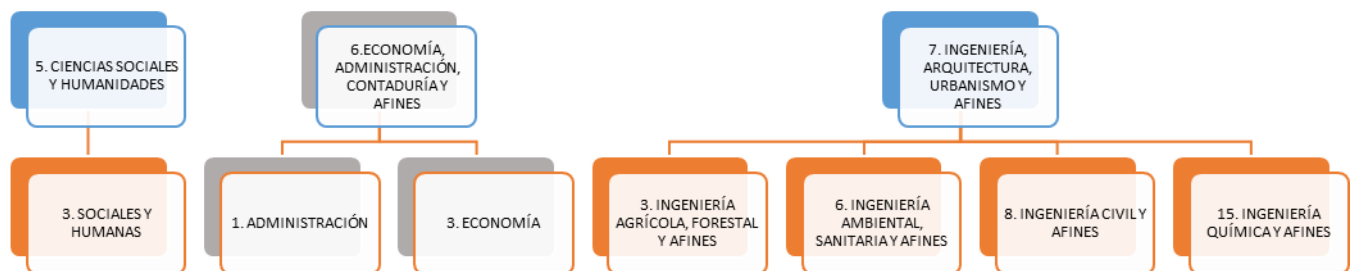 5. CIENCIAS SOCIALES
Y HUMANIDADES
6.ECONOMÍA,
ADMINISTRACIÓN,
CONTADURÍA Y
AFINES
7. INGENIERÍA,
ARQUITECTURA,
URBANISMO Y
AFINES
3. SOCIALES Y
HUMANAS
1. ADMINISTRACIÓN
3. ECONOMÍA
3. INGENIERÍA
AGRÍCOLA, FORESTAL
Y AFINES
6. INGENIERÍA
AMBIENTAL,
SANITARIA Y AFINES
8. INGENIERÍA CIVIL Y
AFINES
15. INGENIERÍA
QUÍMICA Y AFINES